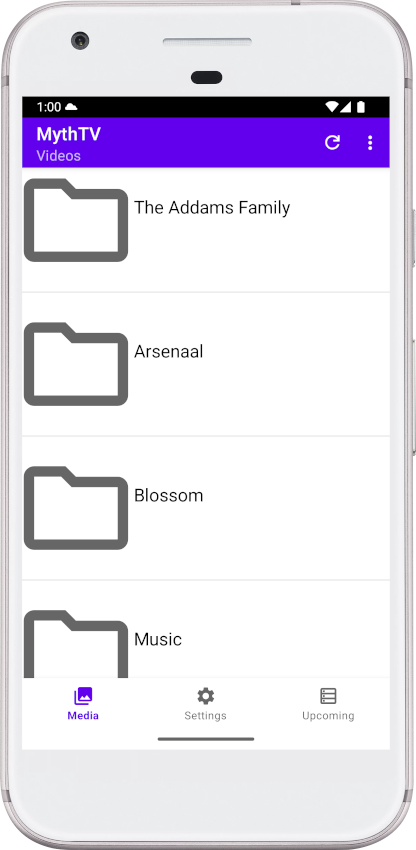 1:00
MythTV
Videos
The Addams Family
Arsenaal
Blossom
Music
Media
Settings
Upcoming